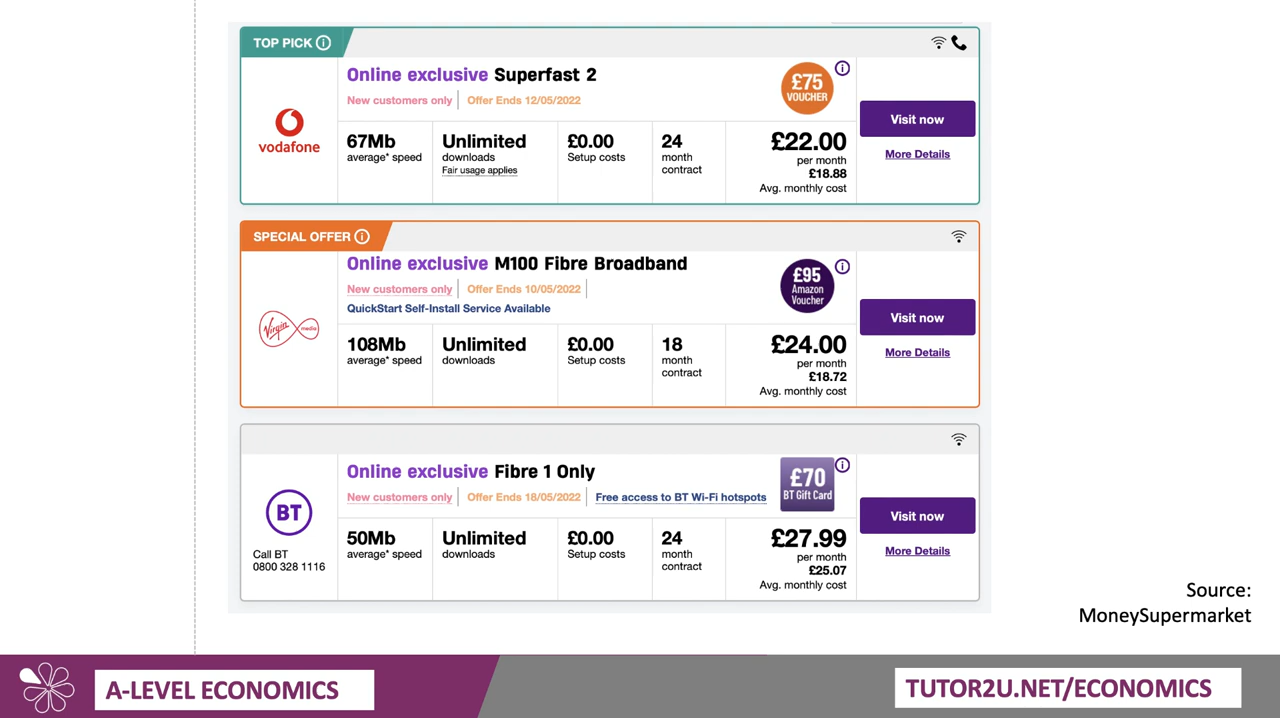 TOP PICK
Online exclusive Superfast 2
New customers only
Offer Ends 12/05/2022
£75
VOUCHER
vodafone
67Mb
average* speed
Unlimited
downloads
Fair usage applies
£0.00
Setup costs
24
month
contract
£22.00
per month
£18.88
Avg. monthly cost
Visit now
More Details
SPECIAL OFFER
Online exclusive M100 Fibre Broadband
New customers only
Offer Ends 10/05/2022
QuickStart Self-Install Service Available
£95
Amazon
Voucher
Virgin media
108Mb
average* speed
Unlimited
downloads
£0.00
Setup costs
18
month
contract
£24.00
per month
£18.72
Avg. monthly cost
Visit now
More Details
Online exclusive Fibre 1 Only
New customers only
Offer Ends 18/05/2022
Free access to BT Wi-Fi hotspots
£70
BT Gift Card
BT
Call BT
0800 328 1116
50Mb
average* speed
Unlimited
downloads
£0.00
Setup costs
24
month
contract
£27.99
per month
£25.07
Avg. monthly cost
Visit now
More Details
Source:
MoneySupermarket
A-LEVEL ECONOMICS
TUTOR2U.NET/ECONOMICS